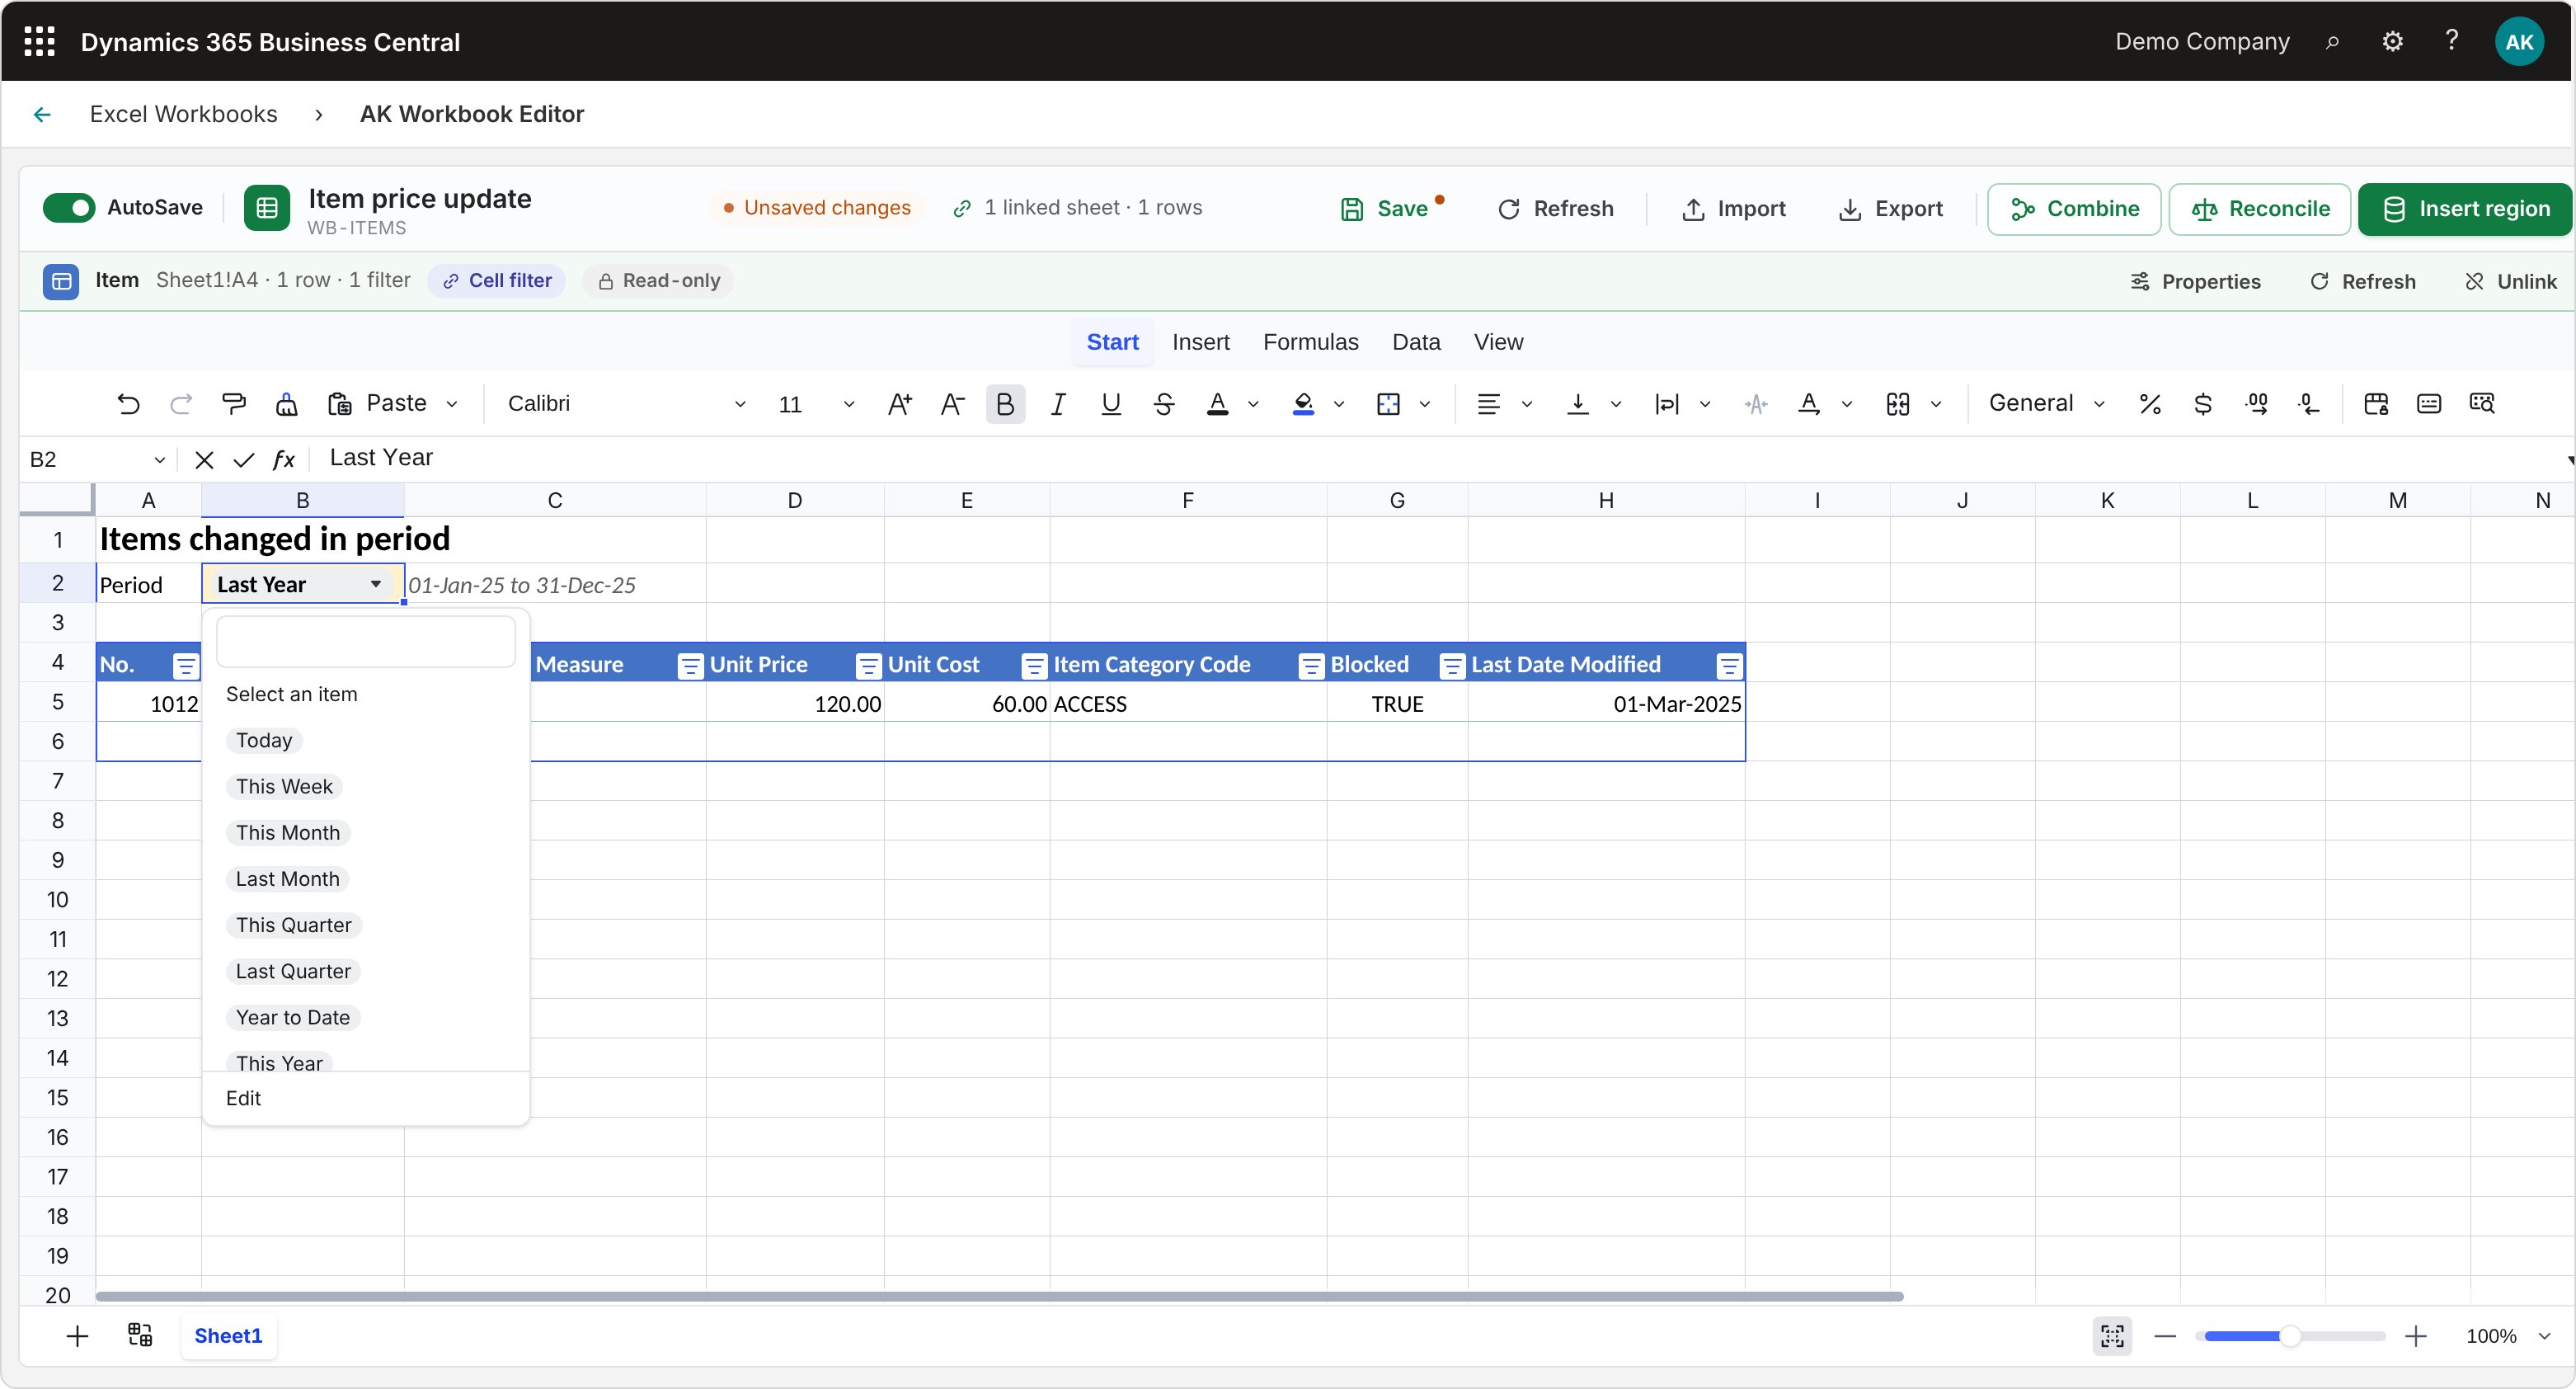 Dynamics 365 Business Central
Demo Company ? AK
Excel Workbooks › AK Workbook Editor
AutoSave Item price update Unsaved changes 1 linked sheet · 1 rows Save Refresh Import Export Combine Reconcile Insert region
WB-ITEMS
Item Sheet1!A4 · 1 row · 1 filter Cell filter Read-only Properties Refresh Unlink
Start Insert Formulas Data View
Paste Calibri 11 General
B2 fx Last Year
A B C D E F G H I J K L M N
1 Items changed in period
2 Period Last Year 01-Jan-25 to 31-Dec-25
3
4 No. Measure Unit Price Unit Cost Item Category Code Blocked Last Date Modified
Select an item
5 1012 120.00 60.00 ACCESS TRUE 01-Mar-2025
6 Today
7 This Week
8 This Month
9
10 Last Month
11 This Quarter
12 Last Quarter
13 Year to Date
14 This Year
15 Edit
16
17
18
19
20
Sheet1 100%